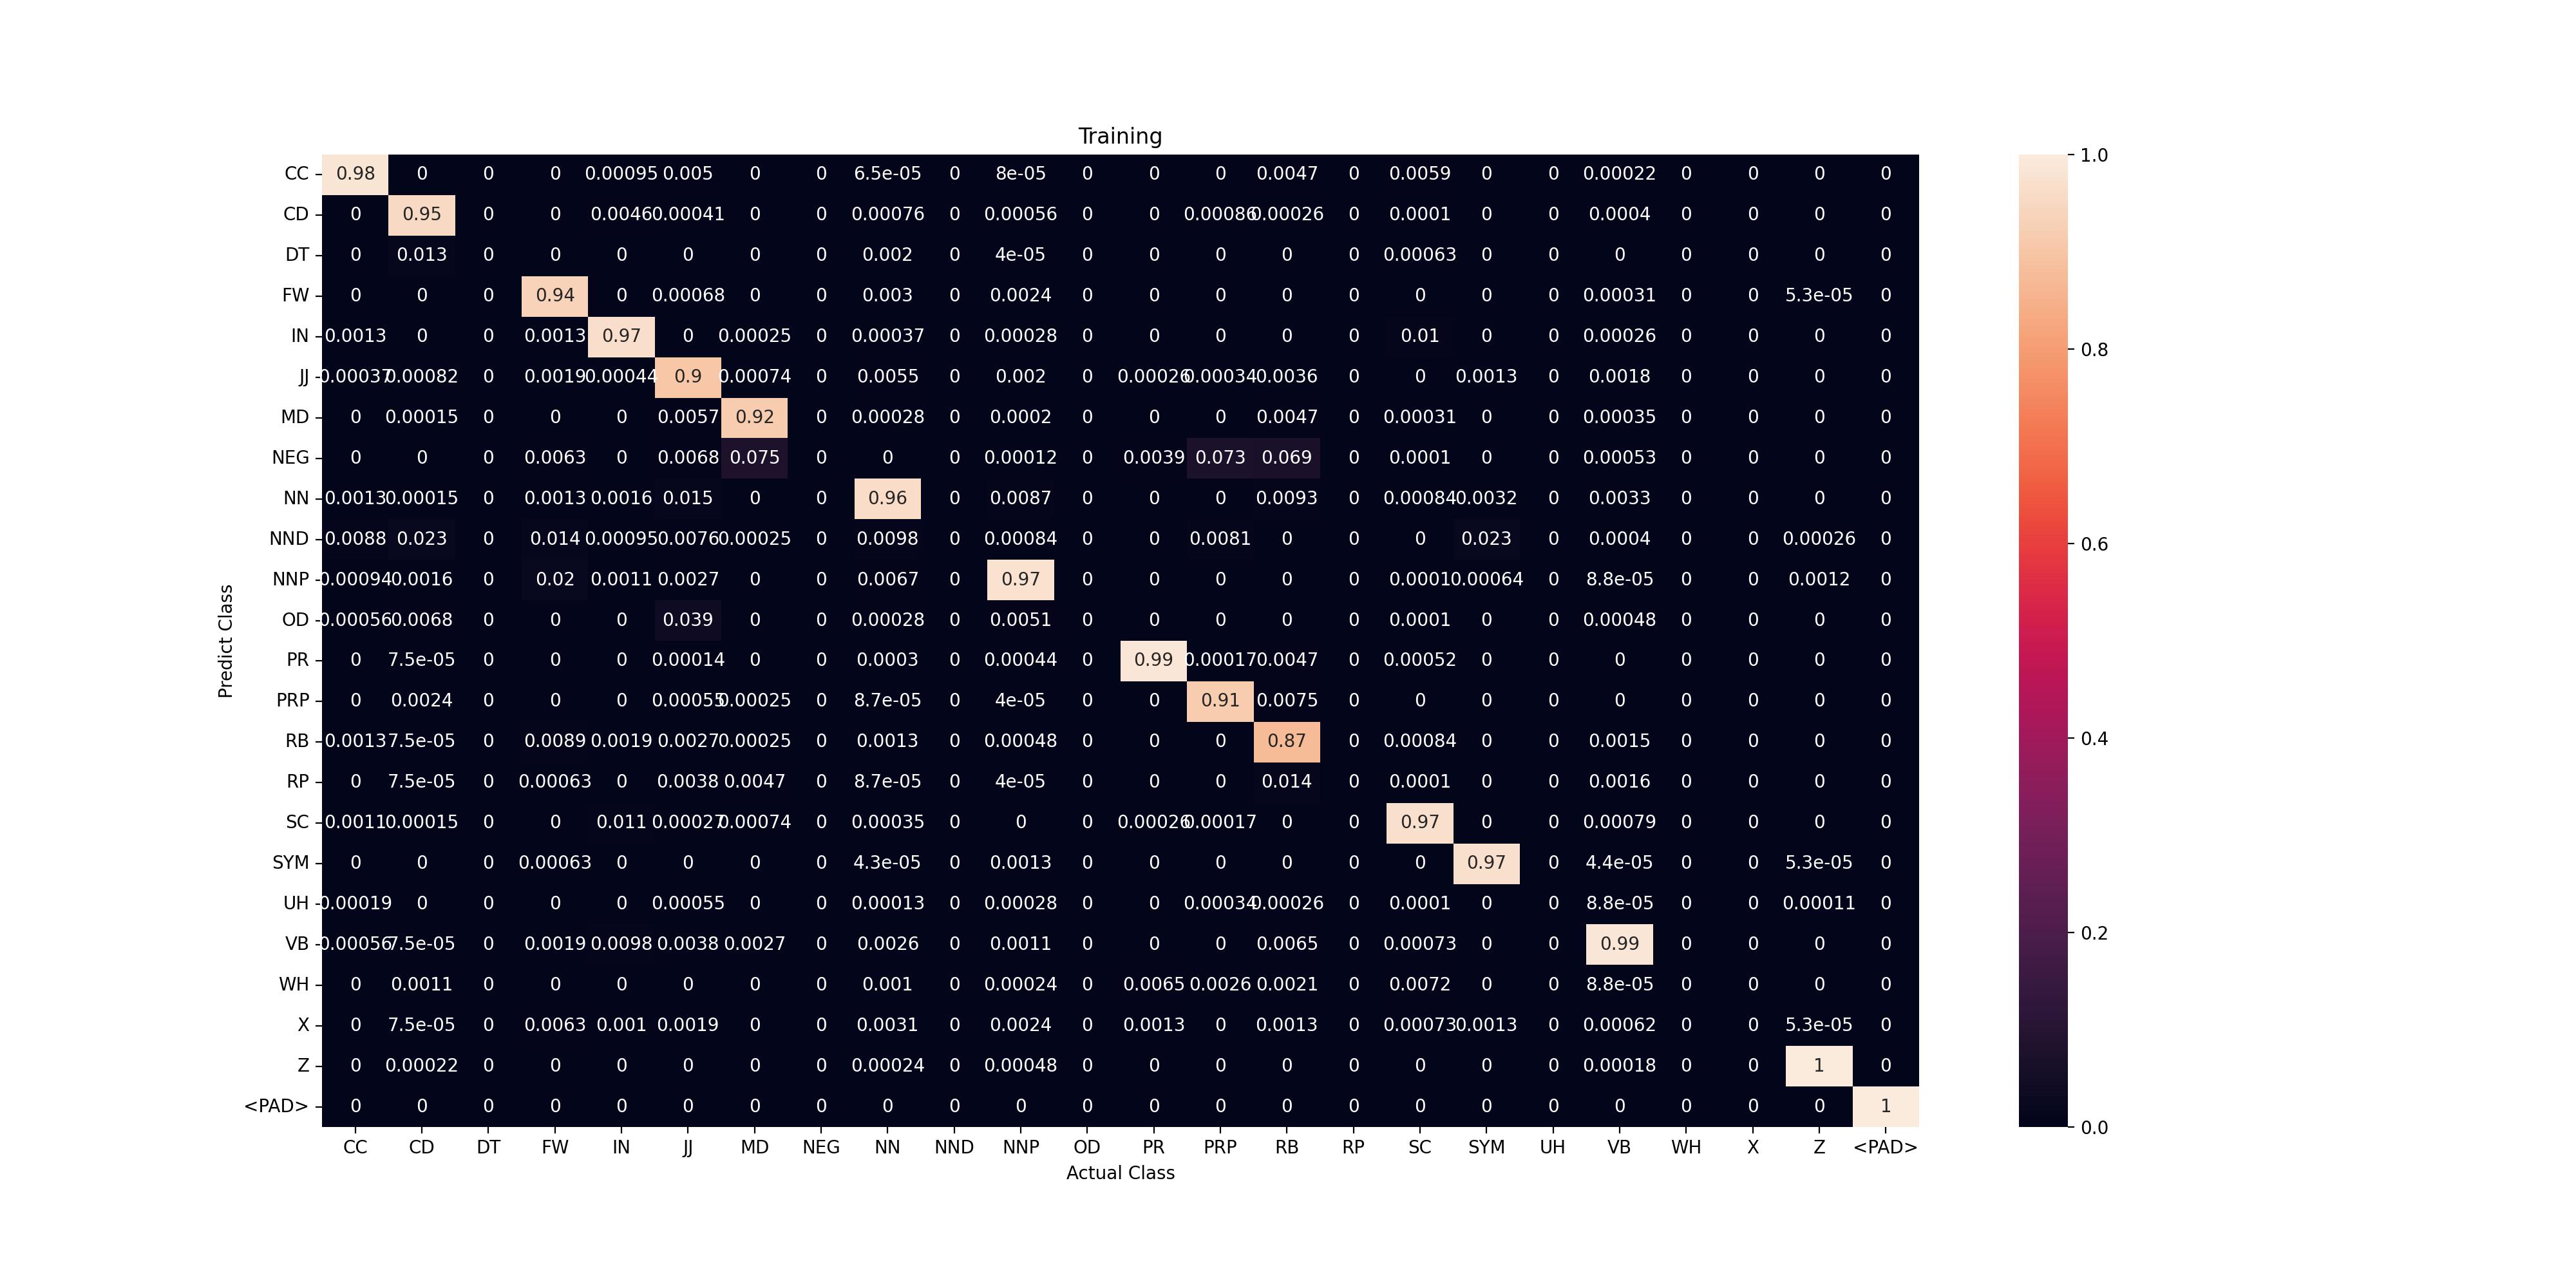 Training
CC 0.98 0 0 0 0.00095 0.005 0 0 6.5e-05 0 8e-05 0 0 0 0.0047 0 0.0059 0 0 0.00022 0 0 0 0
CD 0 0.95 0 0 0.0046 0.00041 0 0 0.00076 0 0.00056 0 0 0.00086 0.00026 0 0.0001 0 0 0.0004 0 0 0 0
DT 0 0.013 0 0 0 0 0 0 0.002 0 4e-05 0 0 0 0 0 0.00063 0 0 0 0 0 0 0
FW 0 0 0 0.94 0 0.00068 0 0 0.003 0 0.0024 0 0 0 0 0 0 0 0 0.00031 0 0 5.3e-05 0
IN 0.0013 0 0 0.0013 0.97 0 0.00025 0 0.00037 0 0.00028 0 0 0 0 0 0.01 0 0 0.00026 0 0 0 0
JJ 0.00037 0.00082 0 0.0019 0.00044 0.9 0.00074 0 0.0055 0 0.002 0 0.00026 0.00034 0.0036 0 0 0.0013 0 0.0018 0 0 0 0
MD 0 0.00015 0 0 0 0.0057 0.92 0 0.00028 0 0.0002 0 0 0 0.0047 0 0.00031 0 0 0.00035 0 0 0 0
NEG 0 0 0 0.0063 0 0.0068 0.075 0 0 0 0.00012 0 0.0039 0.073 0.069 0 0.0001 0 0 0.00053 0 0 0 0
NN 0.0013 0.00015 0 0.0013 0.0016 0.015 0 0 0.96 0 0.0087 0 0 0 0.0093 0 0.00084 0.0032 0 0.0033 0 0 0 0
NND 0.0088 0.023 0 0.014 0.00095 0.0076 0.00025 0 0.0098 0 0.00084 0 0 0.0081 0 0 0 0.023 0 0.0004 0 0 0.00026 0
NNP 0.00094 0.0016 0 0.02 0.0011 0.0027 0 0 0.0067 0 0.97 0 0 0 0 0 0.0001 0.00064 0 8.8e-05 0 0 0.0012 0
OD 0.00056 0.0068 0 0 0 0.039 0 0 0.00028 0 0.0051 0 0 0 0 0 0.0001 0 0 0.00048 0 0 0 0
PR 0 7.5e-05 0 0 0 0.00014 0 0 0.0003 0 0.00044 0 0.99 0.00017 0.0047 0 0.00052 0 0 0 0 0 0 0
PRP 0 0.0024 0 0 0 0.00055 0.00025 0 8.7e-05 0 4e-05 0 0 0.91 0.0075 0 0 0 0 0 0 0 0 0
RB 0.0013 7.5e-05 0 0.0089 0.0019 0.0027 0.00025 0 0.0013 0 0.00048 0 0 0 0.87 0 0.00084 0 0 0.0015 0 0 0 0
RP 0 7.5e-05 0 0.00063 0 0.0038 0.0047 0 8.7e-05 0 4e-05 0 0 0 0.014 0 0.0001 0 0 0.0016 0 0 0 0
SC 0.0011 0.00015 0 0 0.011 0.00027 0.00074 0 0.00035 0 0 0 0.00026 0.00017 0 0 0.97 0 0 0.00079 0 0 0 0
SYM 0 0 0 0.00063 0 0 0 0 4.3e-05 0 0.0013 0 0 0 0 0 0 0.97 0 4.4e-05 0 0 5.3e-05 0
UH 0.00019 0 0 0 0 0.00055 0 0 0.00013 0 0.00028 0 0 0.00034 0.00026 0 0.0001 0 0 8.8e-05 0 0 0.00011 0
VB 0.00056 7.5e-05 0 0.0019 0.0098 0.0038 0.0027 0 0.0026 0 0.0011 0 0 0 0.0065 0 0.00073 0 0 0.99 0 0 0 0
WH 0 0.0011 0 0 0 0 0 0 0.001 0 0.00024 0 0.0065 0.0026 0.0021 0 0.0072 0 0 8.8e-05 0 0 0 0
X 0 7.5e-05 0 0.0063 0.001 0.0019 0 0 0.0031 0 0.0024 0 0.0013 0 0.0013 0 0.00073 0.0013 0 0.00062 0 0 5.3e-05 0
Z 0 0.00022 0 0 0 0 0 0 0.00024 0 0.00048 0 0 0 0 0 0 0 0 0.00018 0 0 1 0
<PAD> 0 0 0 0 0 0 0 0 0 0 0 0 0 0 0 0 0 0 0 0 0 0 0 1
CC CD DT FW IN JJ MD NEG NN NND NNP OD PR PRP RB RP SC SYM UH VB WH X Z <PAD>
Actual Class
Predict Class
1.0
0.8
0.6
0.4
0.2
0.0